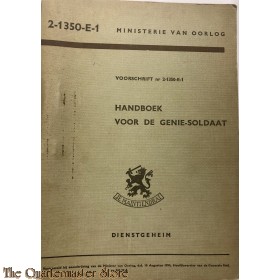 2-1350-E-1
MINISTERIE VAN OORLOG
VOORSCHRIFT nr 2-1350-E-1
HANDBOEK
VOOR DE GENIE-SOLDAAT
JE MAINTIENDRAI
DIENSTGEHEIM
The Quartermaster Store